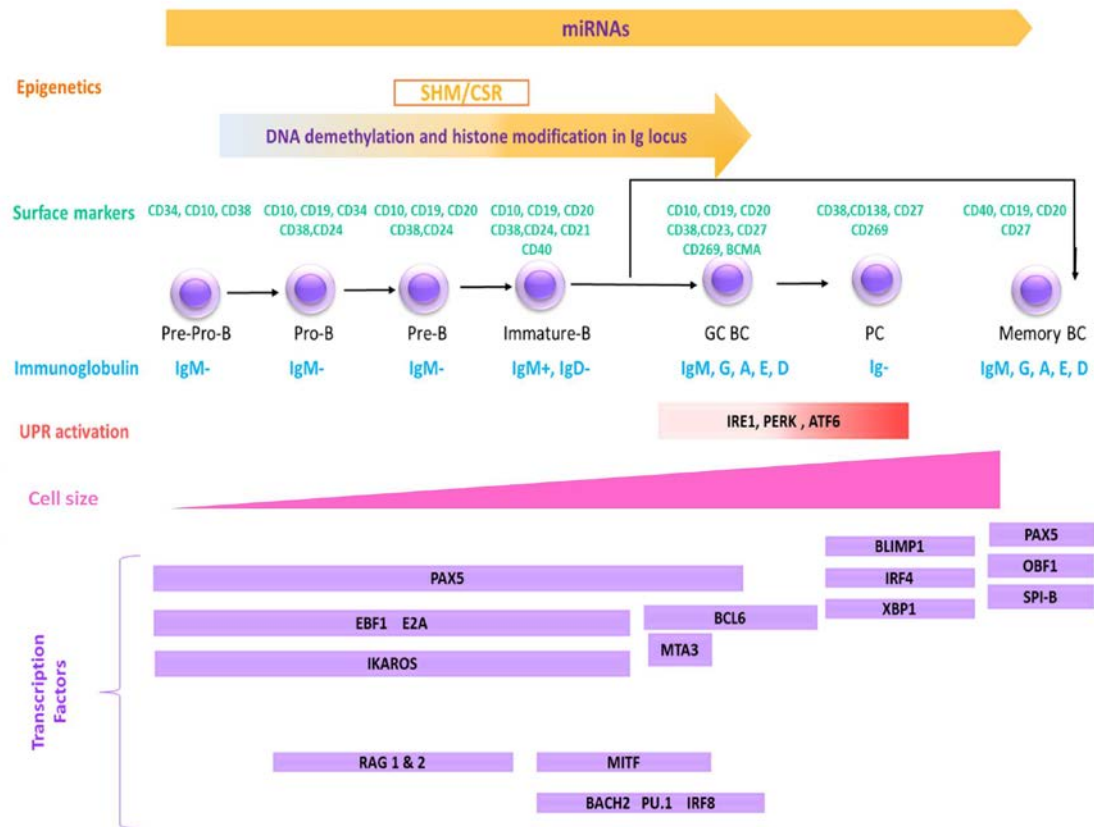 miRNAs
Epigenetics
SHM/CSR
DNA demethylation and histone modification in Ig locus
Surface markers
CD34, CD10, CD38
CD10, CD19, CD34
CD38,CD24
CD10, CD19, CD20
CD38,CD24
CD10, CD19, CD20
CD38,CD24, CD21
CD40
CD10, CD19, CD20
CD38,CD23, CD27
CD269, BCMA
CD38,CD138, CD27
CD269
CD40, CD19, CD20
CD27
Pre-Pro-B
Pro-B
Pre-B
Immature-B
GC BC
PC
Memory BC
Immunoglobulin
IgM-
IgM-
IgM-
IgM+, IgD-
IgM, G, A, E, D
Ig-
IgM, G, A, E, D
UPR activation
IRE1, PERK , ATF6
Cell size
Transcription
Factors
PAX5
EBF1 E2A
IKAROS
BCL6
MTA3
BLIMP1
IRF4
XBP1
PAX5
OBF1
SPI-B
RAG 1 & 2
MITF
BACH2 PU.1 IRF8